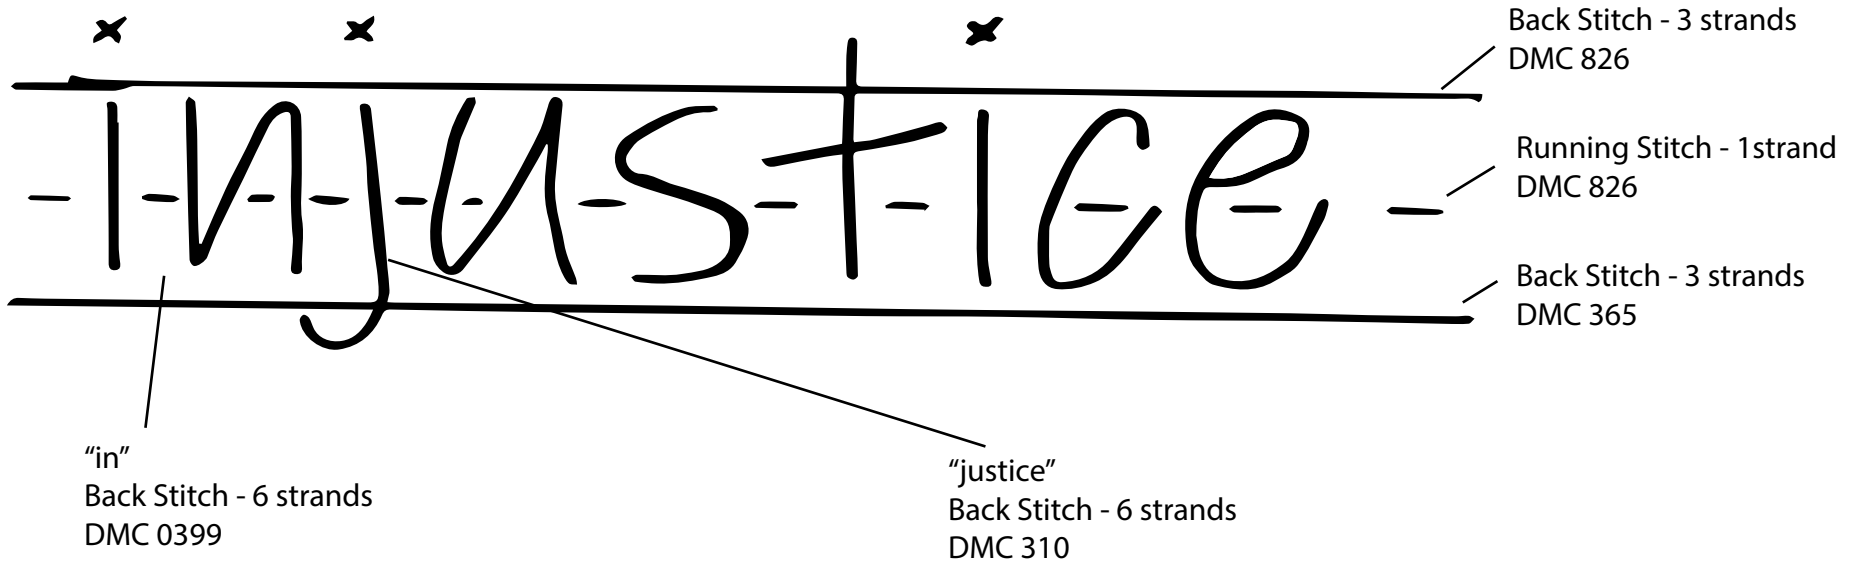 Back Stitch - 3 strands
DMC 826
injustice
Running Stitch - 1strand
DMC 826
Back Stitch - 3 strands
DMC 365
“in”
Back Stitch - 6 strands
DMC 0399
“justice”
Back Stitch - 6 strands
DMC 310